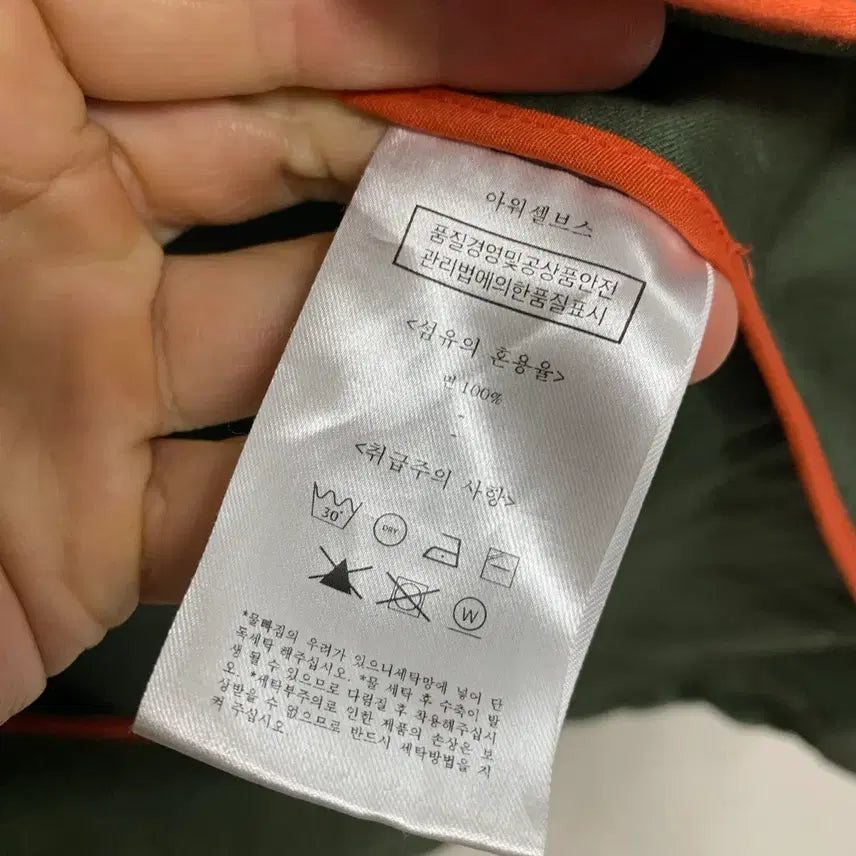 아위셀브스
품질경영및공상품안전
관리법에의한품질표시
<섬유의 혼용율>
면 100%
-
-
<취급주의 사항>
30° DRY
W
*물빠짐의 우려가 있으니세탁망에 넣어 단
독세탁 해주십시오. *물 세탁 후 수축이 발
생 될 수 있으므로 다림질 후 착용해주십시
오. *세탁부주의로 인한 제품의 손상은 보
상받을 수 없으므로 반드시 세탁방법을 지
켜 주십시오